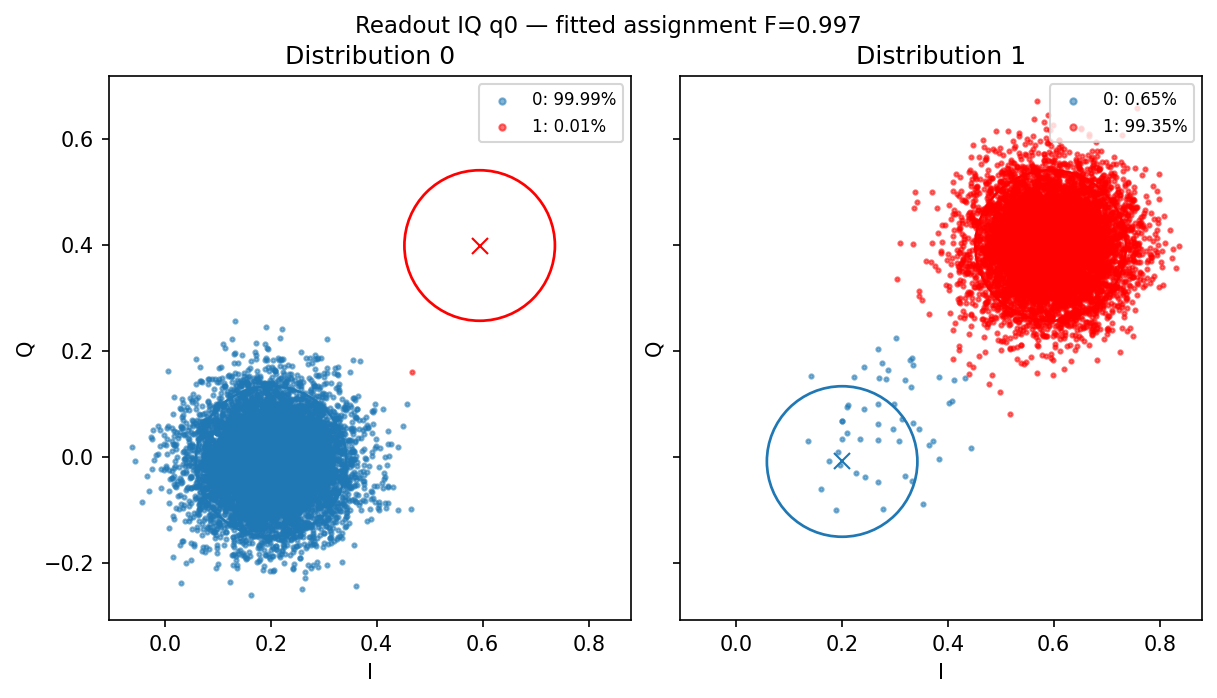 Readout IQ q0 — fitted assignment F=0.997
Distribution 0
Distribution 1
0: 99.99%
1: 0.01%
0: 0.65%
1: 99.35%
Q
0.6
0.4
0.2
0.0
−0.2
Q
0.0
0.2
0.4
0.6
0.8
I
0.0
0.2
0.4
0.6
0.8
I